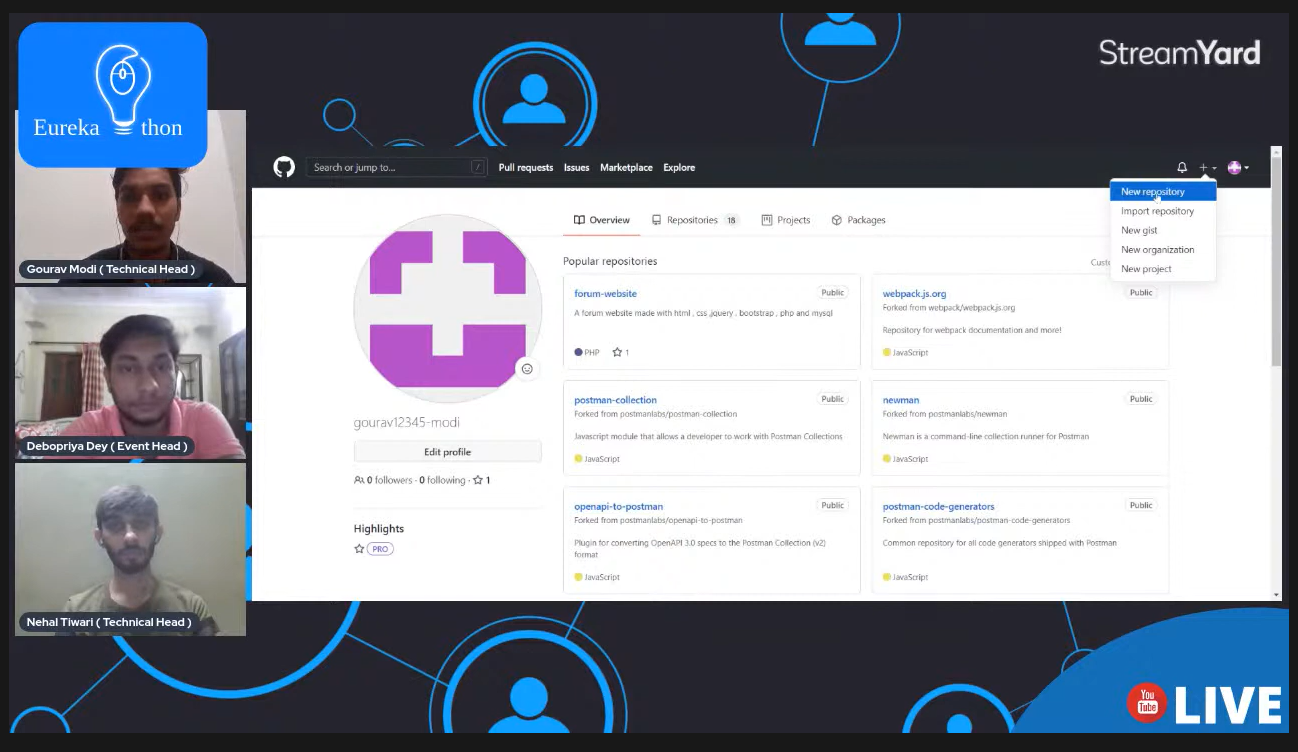 Eureka thon
StreamYard
Search or jump to... /
Pull requests Issues Marketplace Explore
New repository
Import repository
New gist
New organization
New project
Overview Repositories 18 Projects Packages
Popular repositories
forum-website Public
A forum website made with html , css ,jquery , bootstrap , php and mysql
PHP 1
webpack.js.org Public
Forked from webpack/webpack.js.org
Repository for webpack documentation and more!
JavaScript
postman-collection Public
Forked from postmanlabs/postman-collection
Javascript module that allows a developer to work with Postman Collections
JavaScript
newman Public
Forked from postmanlabs/newman
Newman is a command-line collection runner for Postman
JavaScript
openapi-to-postman Public
Forked from postmanlabs/openapi-to-postman
Plugin for converting OpenAPI 3.0 specs to the Postman Collection (v2)
format
JavaScript
postman-code-generators Public
Forked from postmanlabs/postman-code-generators
Common repository for all code generators shipped with Postman
JavaScript
gourav12345-modi
Edit profile
0 followers · 0 following · 1
Highlights
PRO
Gourav Modi ( Technical Head )
Debopriya Dey ( Event Head )
Nehal Tiwari ( Technical Head )
You
Tube
LIVE